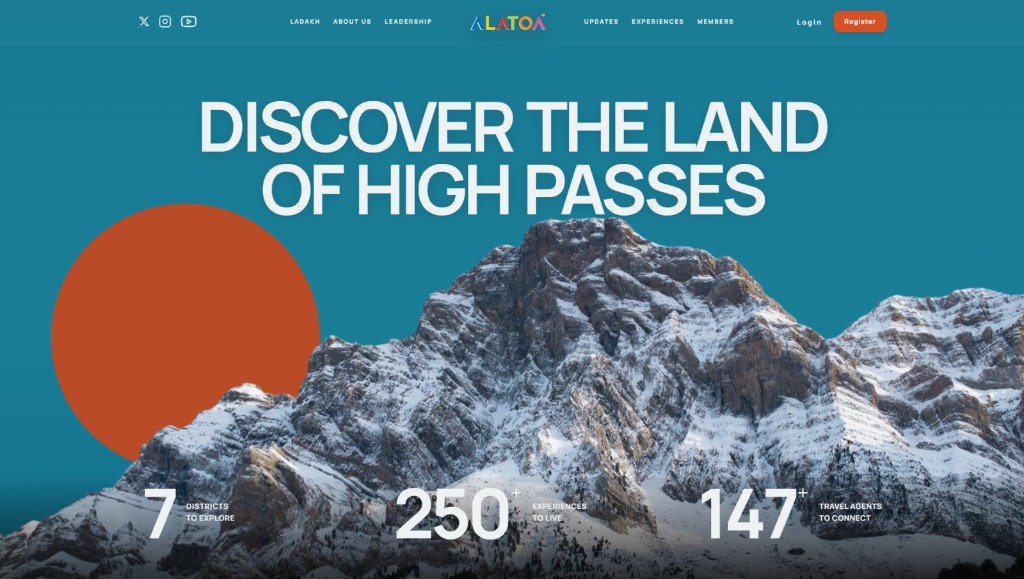 LADAKH
ABOUT US
LEADERSHIP
ALATOA
UPDATES
EXPERIENCES
MEMBERS
Login
Register
DISCOVER THE LAND
OF HIGH PASSES
7
DISTRICTS
TO EXPLORE
250+
EXPERIENCES
TO LIVE
147+
TRAVEL AGENTS
TO CONNECT